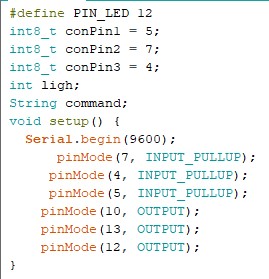 #define PIN_LED 12
int8_t conPin1 = 5;
int8_t conPin2 = 7;
int8_t conPin3 = 4;
int ligh;
String command;
void setup() {
Serial.begin(9600);
pinMode(7, INPUT_PULLUP);
pinMode(4, INPUT_PULLUP);
pinMode(5, INPUT_PULLUP);
pinMode(10, OUTPUT);
pinMode(13, OUTPUT);
pinMode(12, OUTPUT);
}